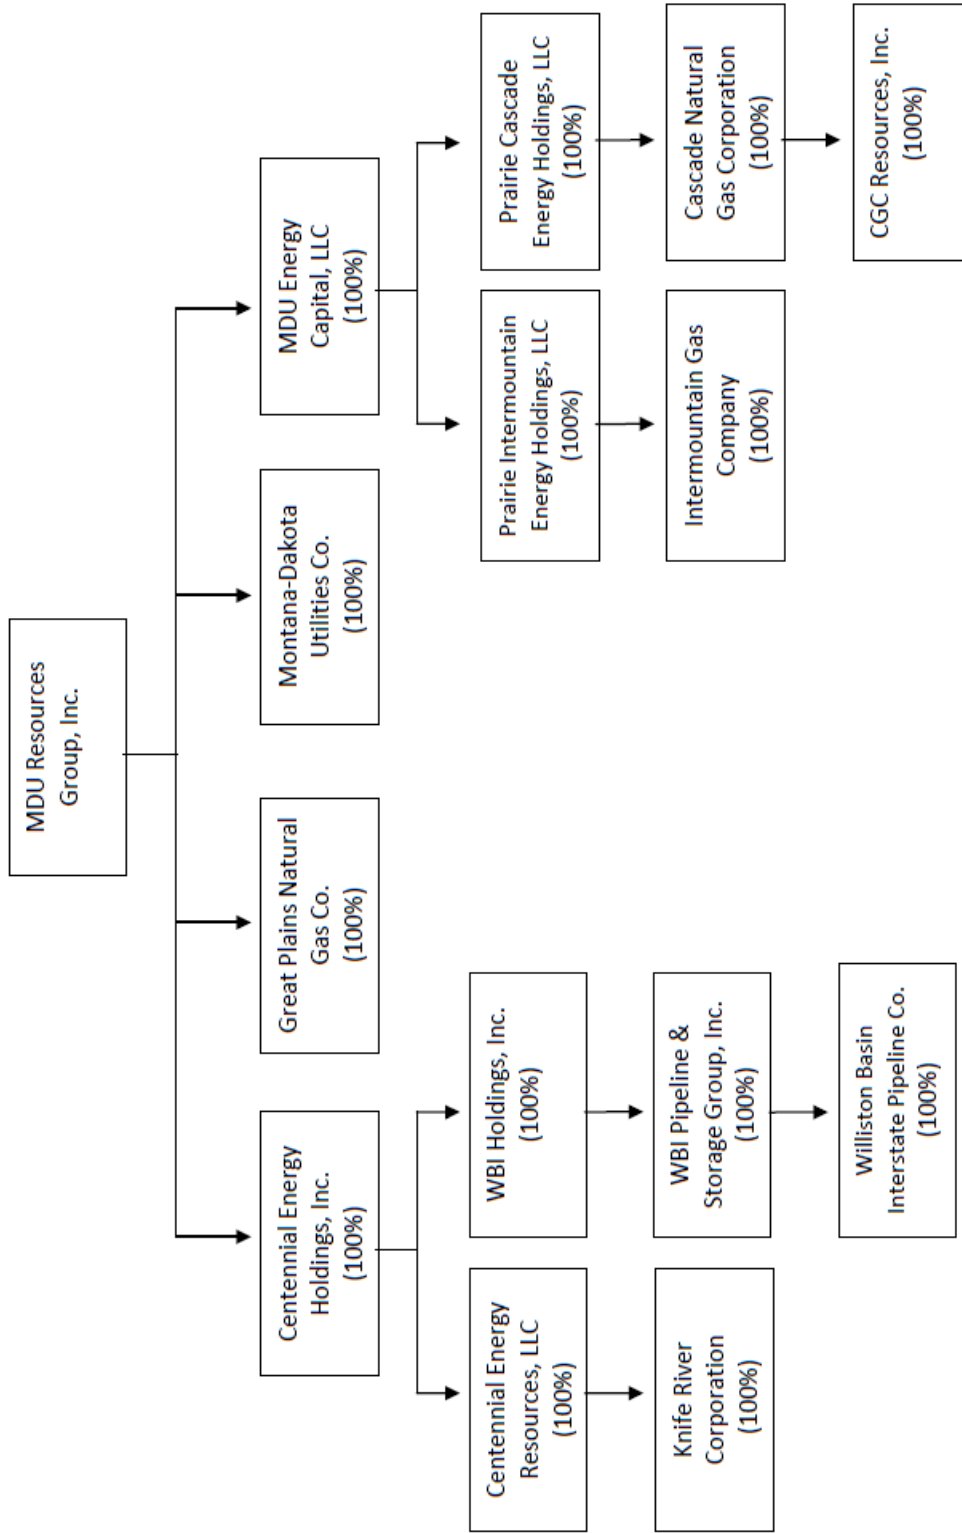 MDU Resources
Group, Inc.
Centennial Energy
Holdings, Inc.
(100%)
Great Plains Natural
Gas Co.
(100%)
Montana-Dakota
Utilities Co.
(100%)
MDU Energy
Capital, LLC
(100%)
Centennial Energy
Resources, LLC
(100%)
WBI Holdings, Inc.
(100%)
Prairie Intermountain
Energy Holdings, LLC
(100%)
Prairie Cascade
Energy Holdings, LLC
(100%)
Knife River
Corporation
(100%)
WBI Pipeline &
Storage Group, Inc.
(100%)
Intermountain Gas
Company
(100%)
Cascade Natural
Gas Corporation
(100%)
Williston Basin
Interstate Pipeline Co.
(100%)
CGC Resources, Inc.
(100%)